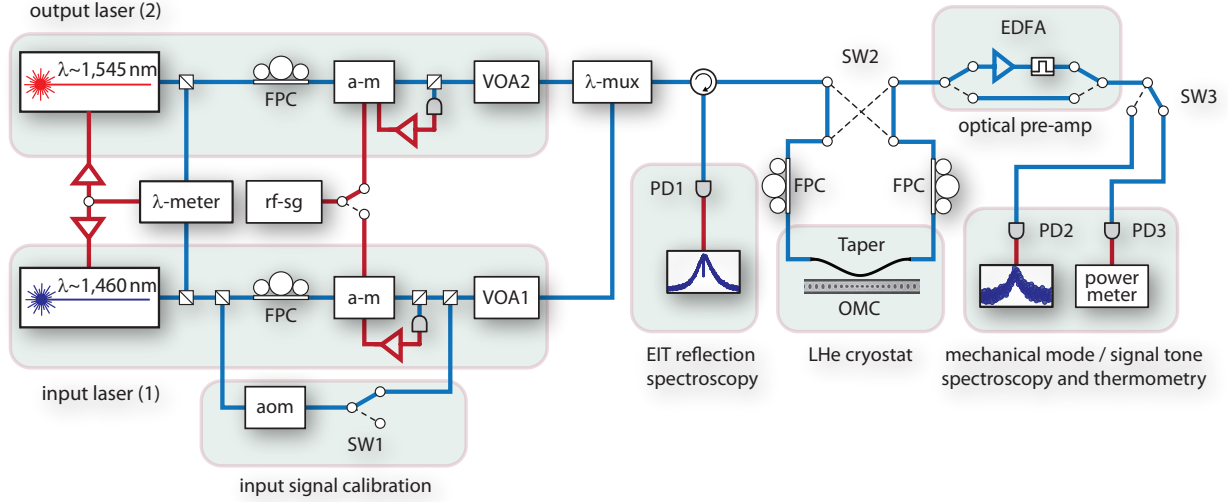 output laser (2)
λ~1,545 nm
FPC
a-m
VOA2
λ-mux
SW2
EDFA
optical pre-amp
SW3
λ-meter
rf-sg
PD1
FPC
FPC
Taper
OMC
PD2
PD3
power
meter
λ~1,460 nm
FPC
a-m
VOA1
EIT reflection
spectroscopy
LHe cryostat
mechanical mode / signal tone
spectroscopy and thermometry
input laser (1)
aom
SW1
input signal calibration